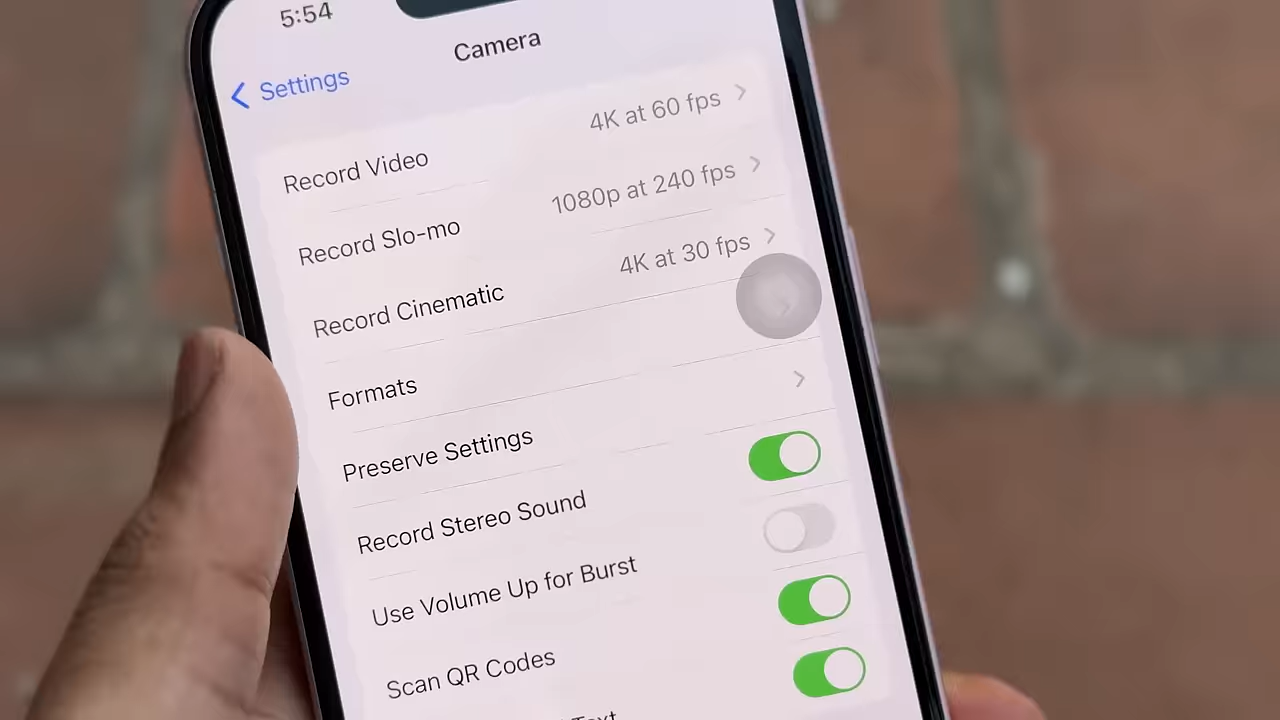 5:54
Camera
Settings
Record Video 4K at 60 fps
Record Slo-mo 1080p at 240 fps
Record Cinematic 4K at 30 fps
Formats
Preserve Settings
Record Stereo Sound
Use Volume Up for Burst
Scan QR Codes
Text